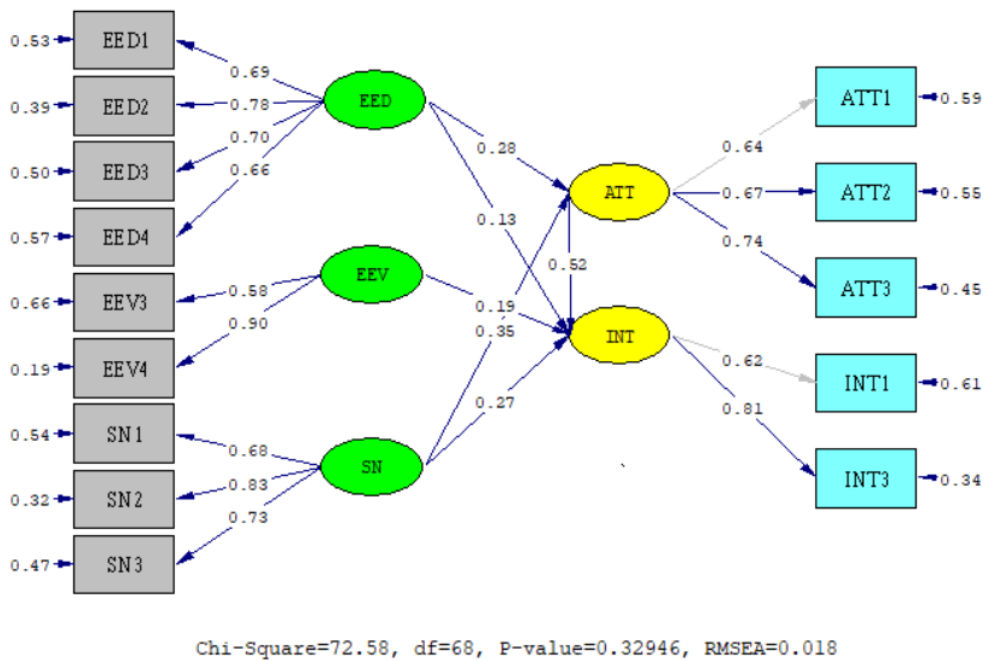 0.53 EED1
0.69
0.39 EED2
0.78
EED
0.50 EED3
0.70
0.66
0.57 EED4
0.28
0.13
0.66 EEV3
0.58
EEV
0.90
0.19 EEV4
0.19
0.35
0.54 SN1
0.68
0.32 SN2
0.83
SN
0.27
0.47 SN3
0.73
ATT
0.52
INT
0.64
ATT1 0.59
0.67
ATT2 0.55
0.74
ATT3 0.45
0.62
INT1 0.61
0.81
INT3 0.34
Chi-Square=72.58, df=68, P-value=0.32946, RMSEA=0.018